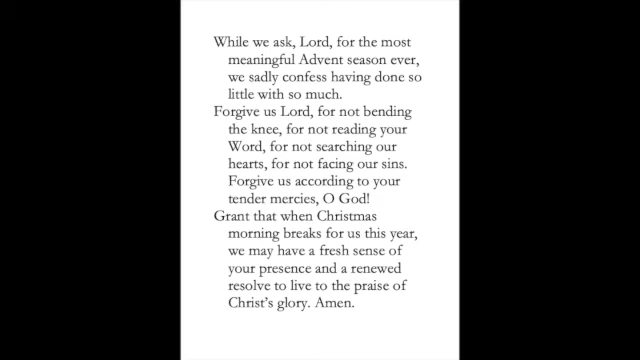 While we ask, Lord, for the most
meaningful Advent season ever,
we sadly confess having done so
little with so much.
Forgive us Lord, for not bending
the knee, for not reading your
Word, for not searching our
hearts, for not facing our sins.
Forgive us according to your
tender mercies, O God!
Grant that when Christmas
morning breaks for us this year,
we may have a fresh sense of
your presence and a renewed
resolve to live to the praise of
Christ's glory. Amen.